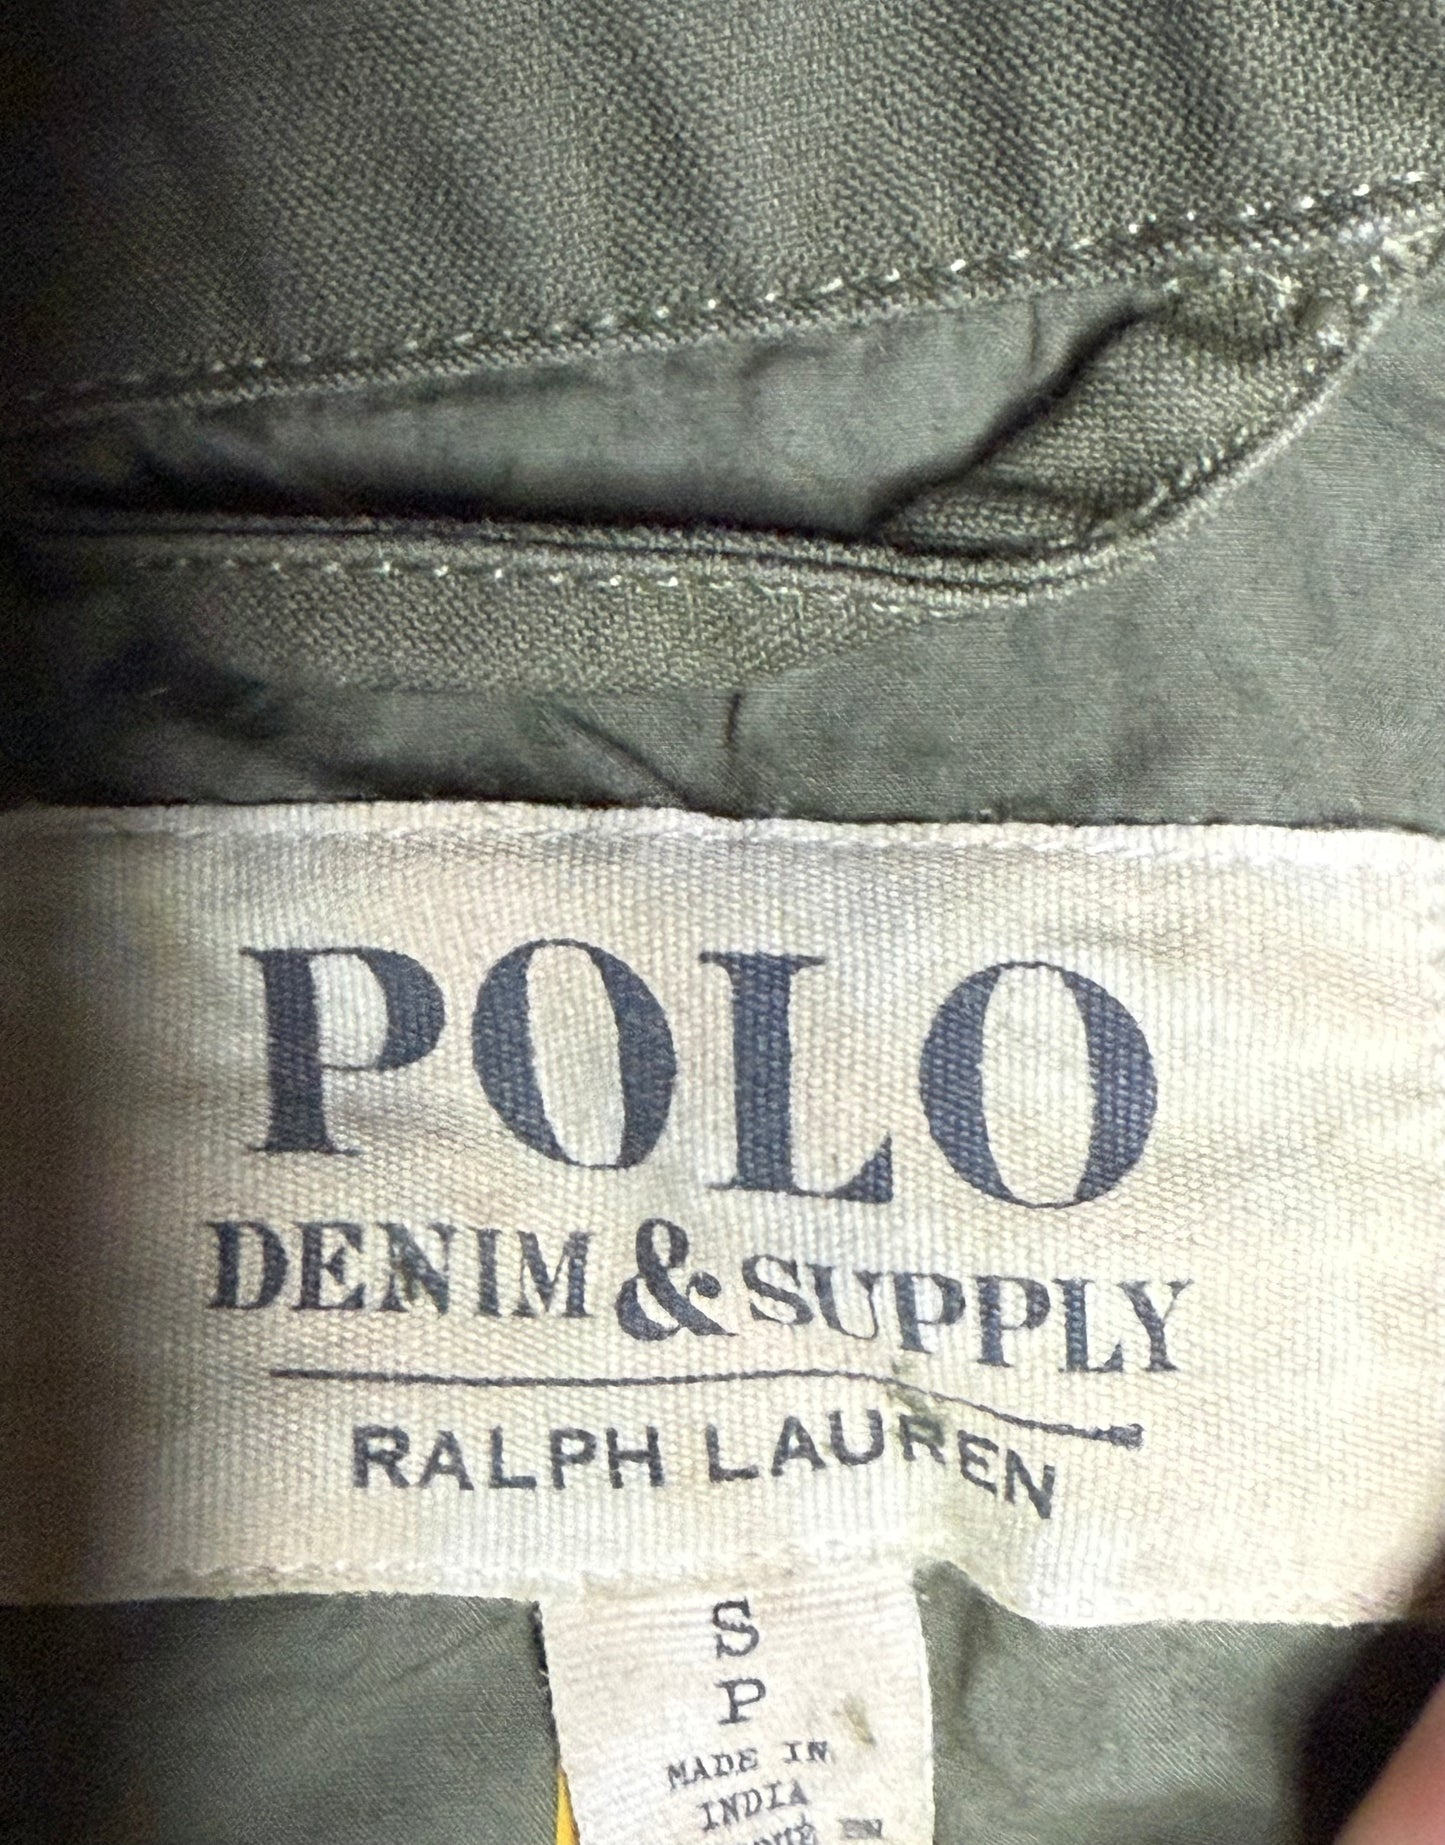 POLO
DENIM & SUPPLY
RALPH LAUREN
S
P
MADE IN
INDIA